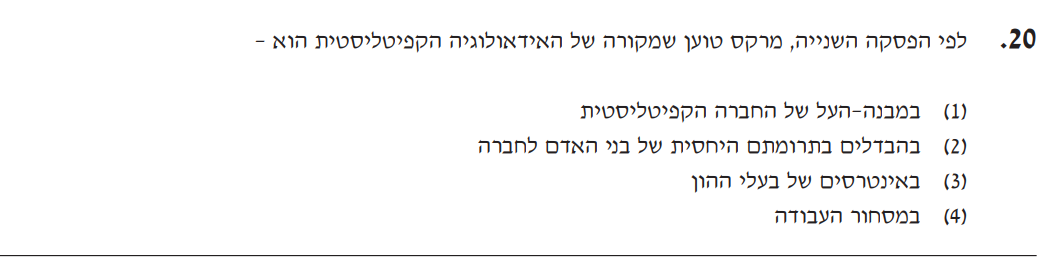 20. לפי הפסקה השנייה, מרקס טוען שמקורה של האידאולוגיה הקפיטליסטית הוא –
(1) במבנה-העל של החברה הקפיטליסטית
(2) בהבדלים בתרומתם היחסית של בני האדם לחברה
(3) באינטרסים של בעלי ההון
(4) במסחור העבודה